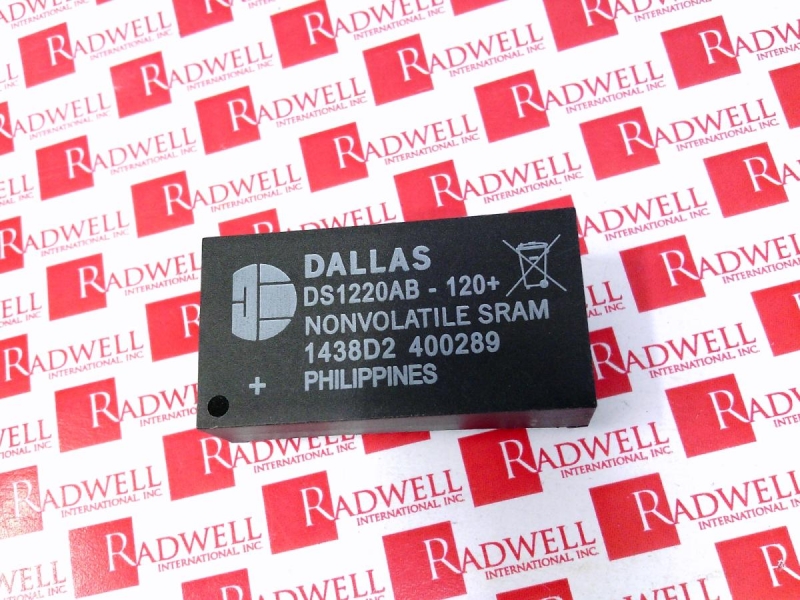 DALLAS
DS1220AB - 120+
NONVOLATILE SRAM
1438D2 400289
+ PHILIPPINES
RADWELL
INTERNATIONAL, INC